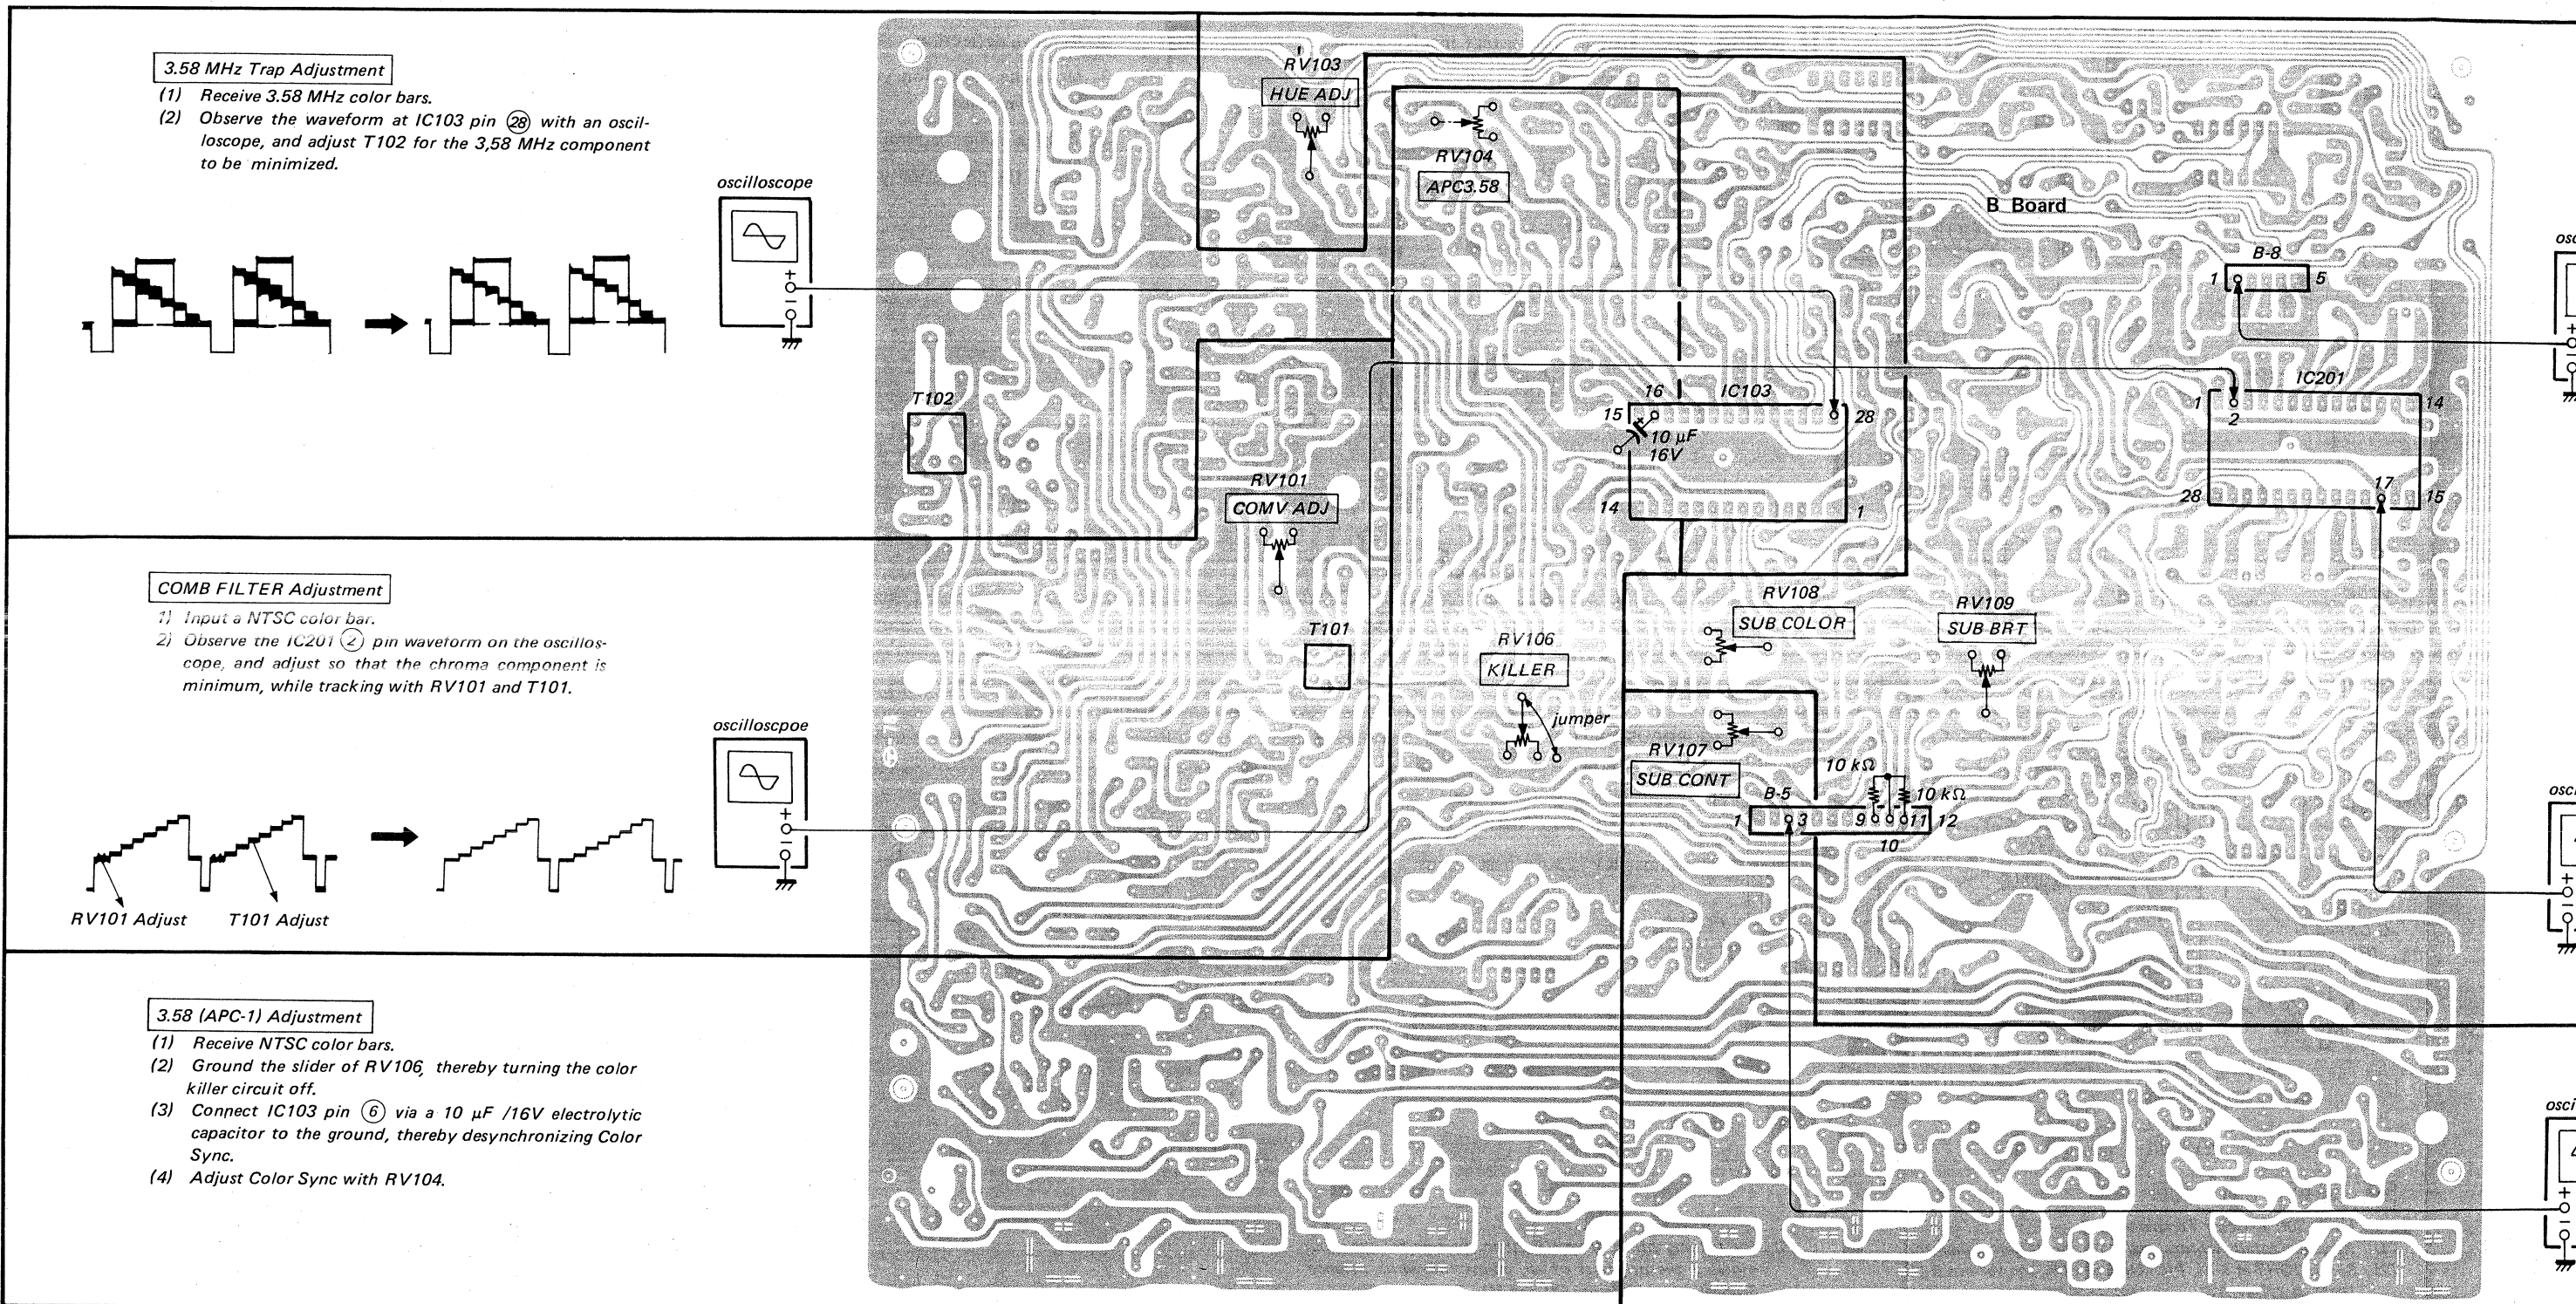 3.58 MHz Trap Adjustment
(1) Receive 3.58 MHz color bars.
(2) Observe the waveform at IC103 pin (28) with an oscil-
loscope, and adjust T102 for the 3,58 MHz component
to be minimized.
oscilloscope
+
−
COMB FILTER Adjustment
1) Input a NTSC color bar.
2) Observe the IC201 (2) pin waveform on the oscillos-
cope, and adjust so that the chroma component is
minimum, while tracking with RV101 and T101.
oscilloscpoe
+
−
RV101 Adjust T101 Adjust
3.58 (APC-1) Adjustment
(1) Receive NTSC color bars.
(2) Ground the slider of RV106, thereby turning the color
killer circuit off.
(3) Connect IC103 pin (6) via a 10 µF /16V electrolytic
capacitor to the ground, thereby desynchronizing Color
Sync.
(4) Adjust Color Sync with RV104.
RV103
HUE ADJ
RV104
APC3.58
B Board
B-8
1 5
T102
16 IC103
15 28
10 µF
16V
14 1
IC201
1 14
2
17
28 15
RV101
COMV ADJ
T101
RV106
KILLER
jumper
RV108
SUB COLOR
RV109
SUB BRT
RV107
SUB CONT
10 kΩ
B-5 10 kΩ
1 3 9 11 12
10
osc
+
−
osci
+
−
osci
+
−